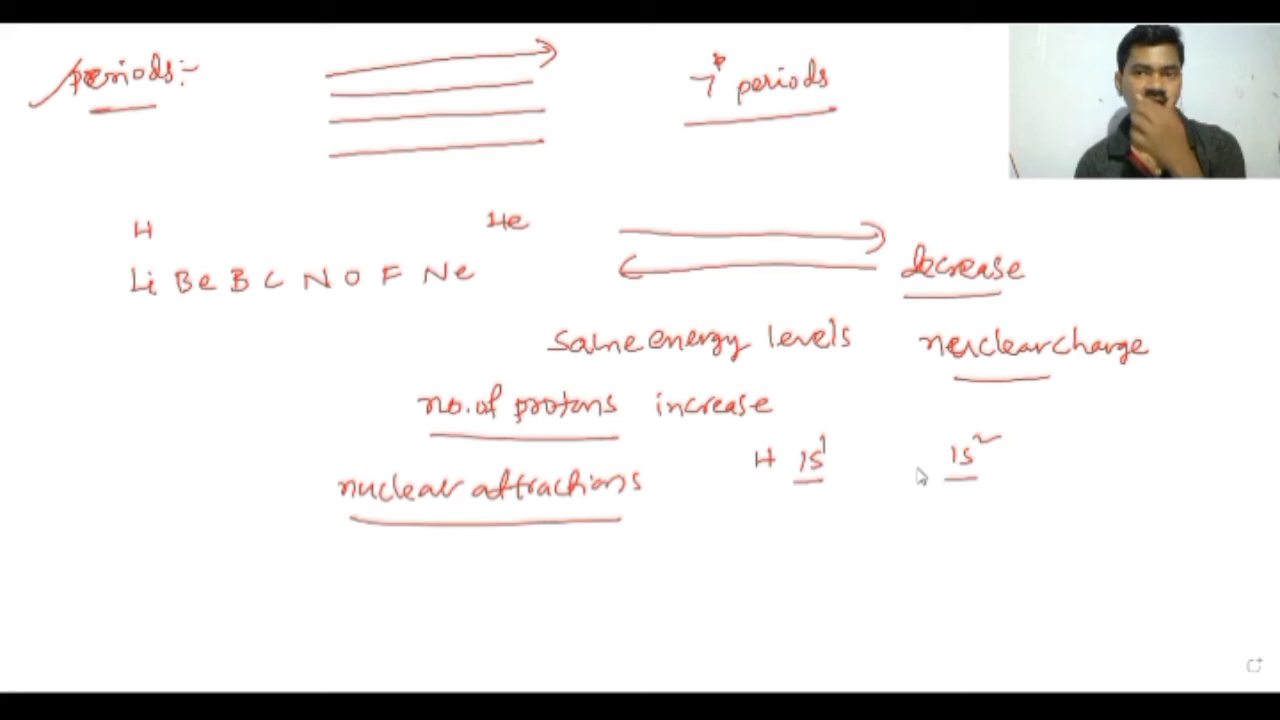 periods:-
7 periods
H He
Li Be B C N O F Ne
decrease
same energy levels nuclear charge
no. of protons increase
H 1s¹ 1s²
nuclear attractions